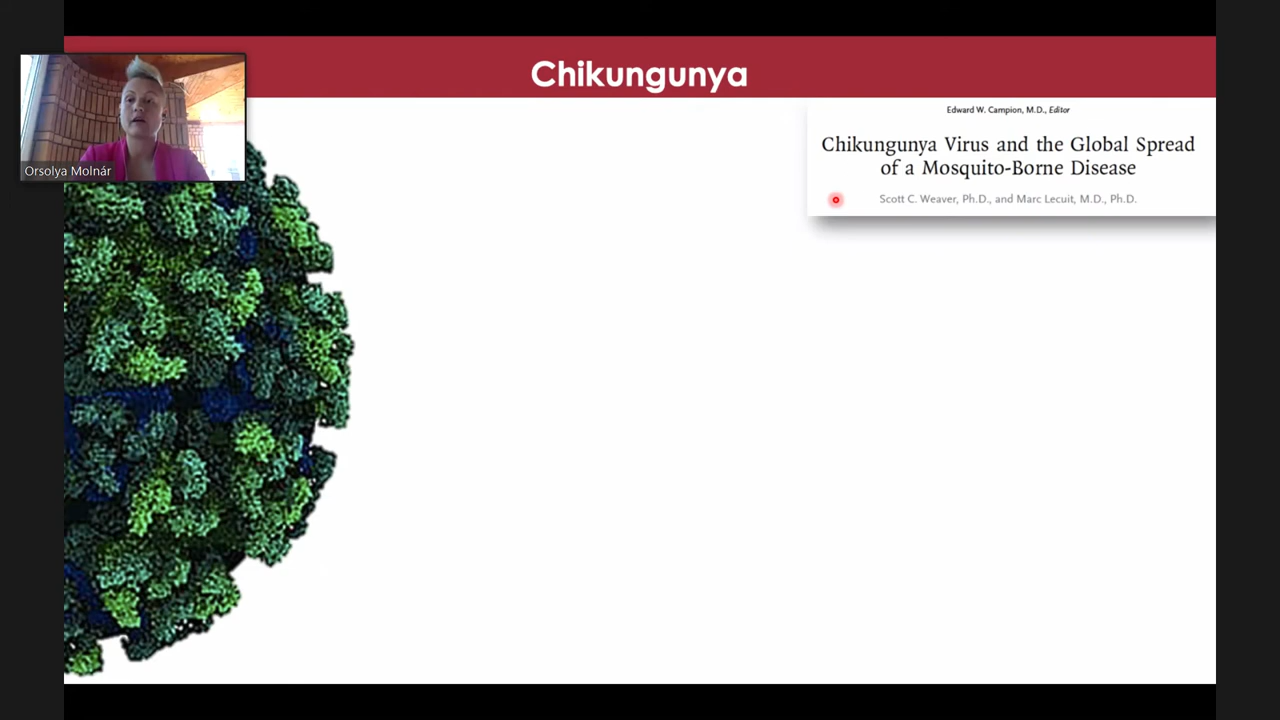 Chikungunya
Orsolya Molnár
Edward W. Campion, M.D., Editor
Chikungunya Virus and the Global Spread
of a Mosquito-Borne Disease
Scott C. Weaver, Ph.D., and Marc Lecuit, M.D., Ph.D.